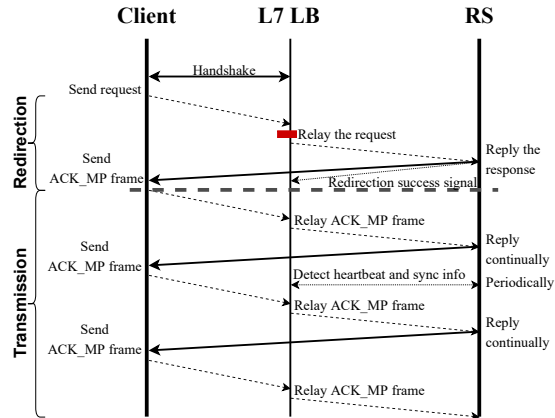 Client L7 LB RS
Handshake
Send request
Relay the request
Redirection
Reply the
response
Send
ACK_MP frame
Redirection success signal
Relay ACK_MP frame
Transmission
Send
ACK_MP frame
Reply
continually
Detect heartbeat and sync info
Periodically
Relay ACK_MP frame
Send
ACK_MP frame
Reply
continually
Relay ACK_MP frame